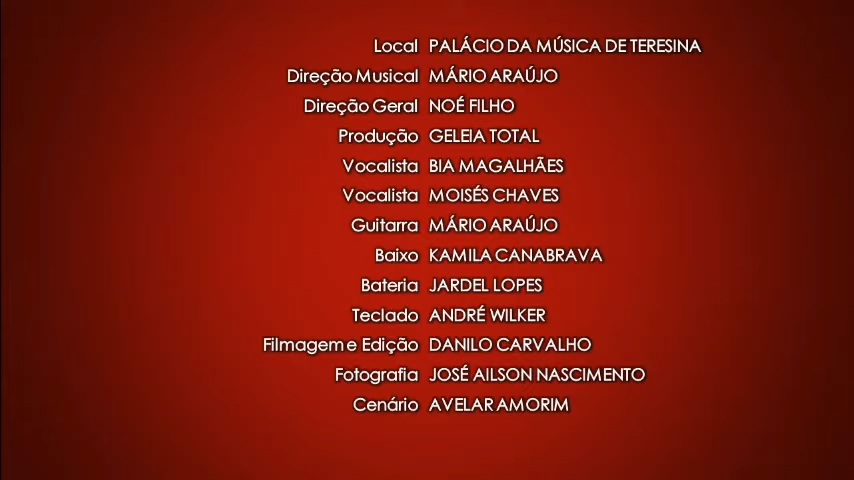 Local PALÁCIO DA MÚSICA DE TERESINA
Direção Musical MÁRIO ARAÚJO
Direção Geral NOÉ FILHO
Produção GELEIA TOTAL
Vocalista BIA MAGALHÃES
Vocalista MOISÉS CHAVES
Guitarra MÁRIO ARAÚJO
Baixo KAMILA CANABRAVA
Bateria JARDEL LOPES
Teclado ANDRÉ WILKER
Filmagem e Edição DANILO CARVALHO
Fotografia JOSÉ AILSON NASCIMENTO
Cenário AVELAR AMORIM